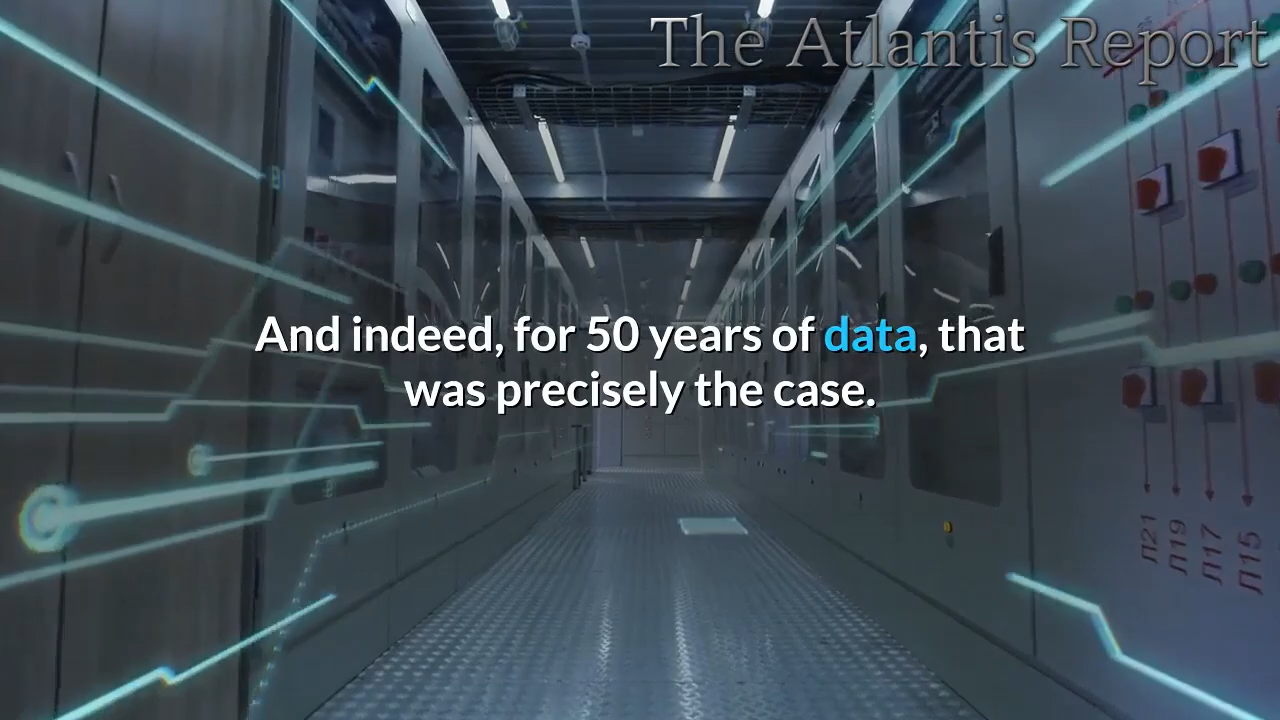 The Atlantis Report
And indeed, for 50 years of data, that
was precisely the case.
Л21
Л19
Л17
Л15